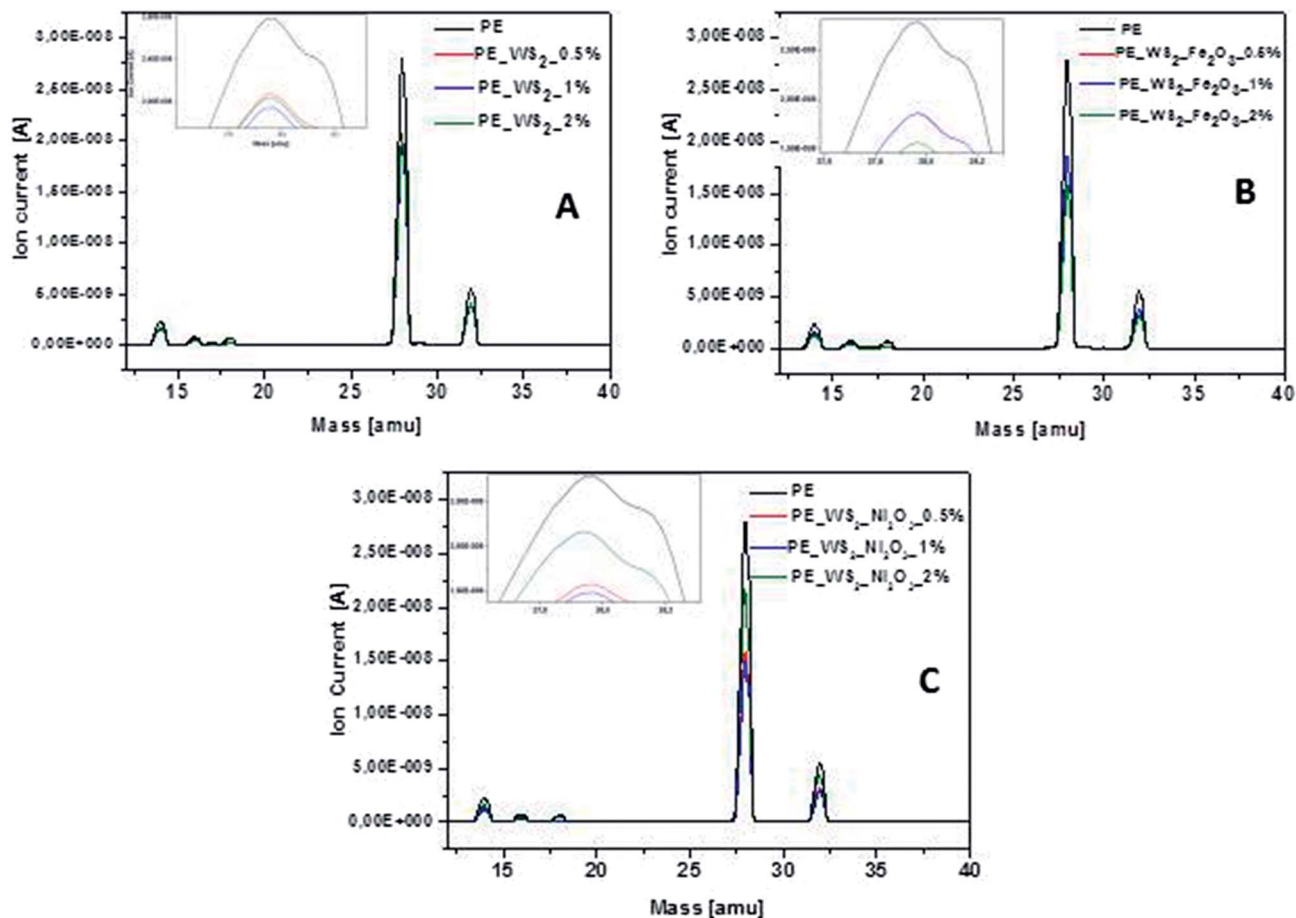 PE
PE_WS2_0.5%
PE_WS2_1%
PE_WS2_2%
3,00E-008
2,50E-008
2,00E-008
1,50E-008
1,00E-008
5,00E-009
0,00E+000
Ion current [A]
A
Mass [amu]
15 20 25 30 35 40
Mass [amu]
PE
PE_WS2_Fe2O3_0.5%
PE_WS2_Fe2O3_1%
PE_WS2_Fe2O3_2%
3,00E-008
2,50E-008
2,00E-008
1,50E-008
1,00E-008
5,00E-009
0,00E+000
Ion current [A]
B
15 20 25 30 35 40
Mass [amu]
PE
PE_WS2_Ni2O3_0.5%
PE_WS2_Ni2O3_1%
PE_WS2_Ni2O3_2%
3,00E-008
2,50E-008
2,00E-008
1,50E-008
1,00E-008
5,00E-009
0,00E+000
Ion Current [A]
C
15 20 25 30 35 40
Mass [amu]